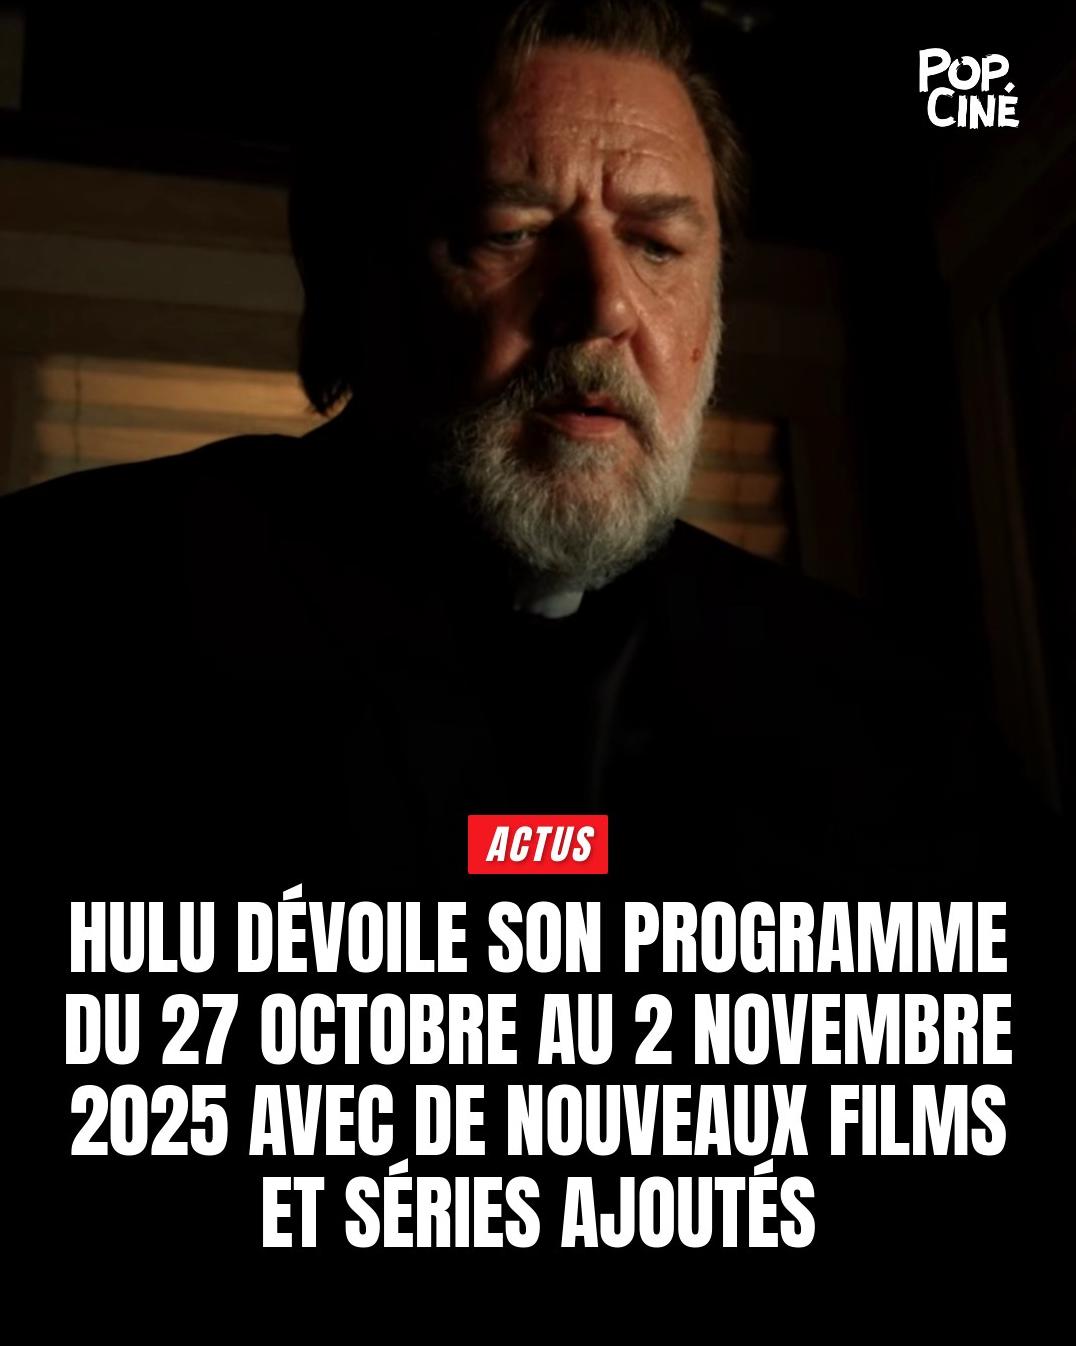 POP.
CINÉ
ACTUS
HULU DÉVOILE SON PROGRAMME
DU 27 OCTOBRE AU 2 NOVEMBRE
2025 AVEC DE NOUVEAUX FILMS
ET SÉRIES AJOUTÉS